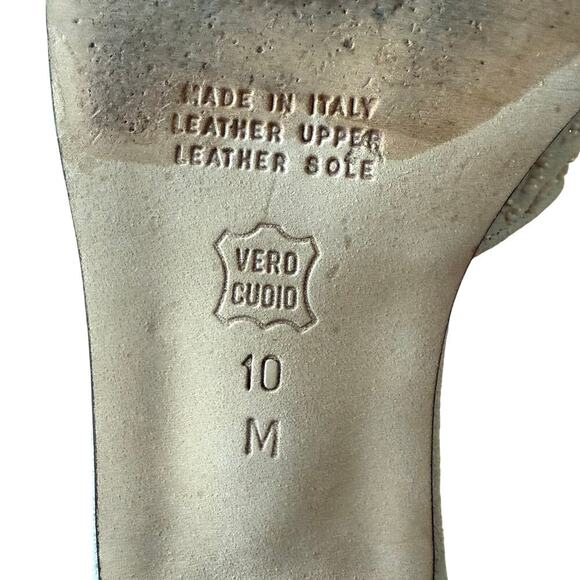 MADE IN ITALY
LEATHER UPPER
LEATHER SOLE
VERO
CUOIO
10
M